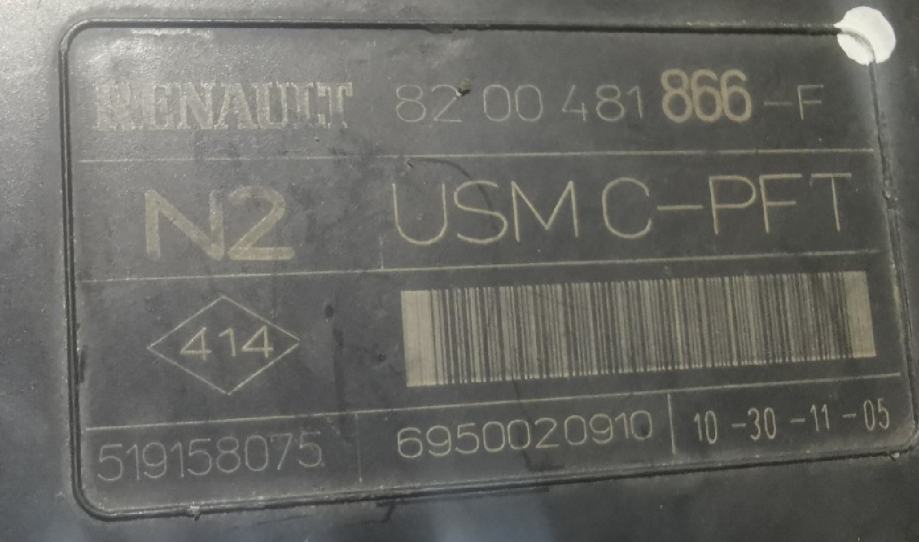 RENAULT 82 00 481 866 -F
N2 USM C-PFT
414
519158075 6950020910 10 -30 -11 -05